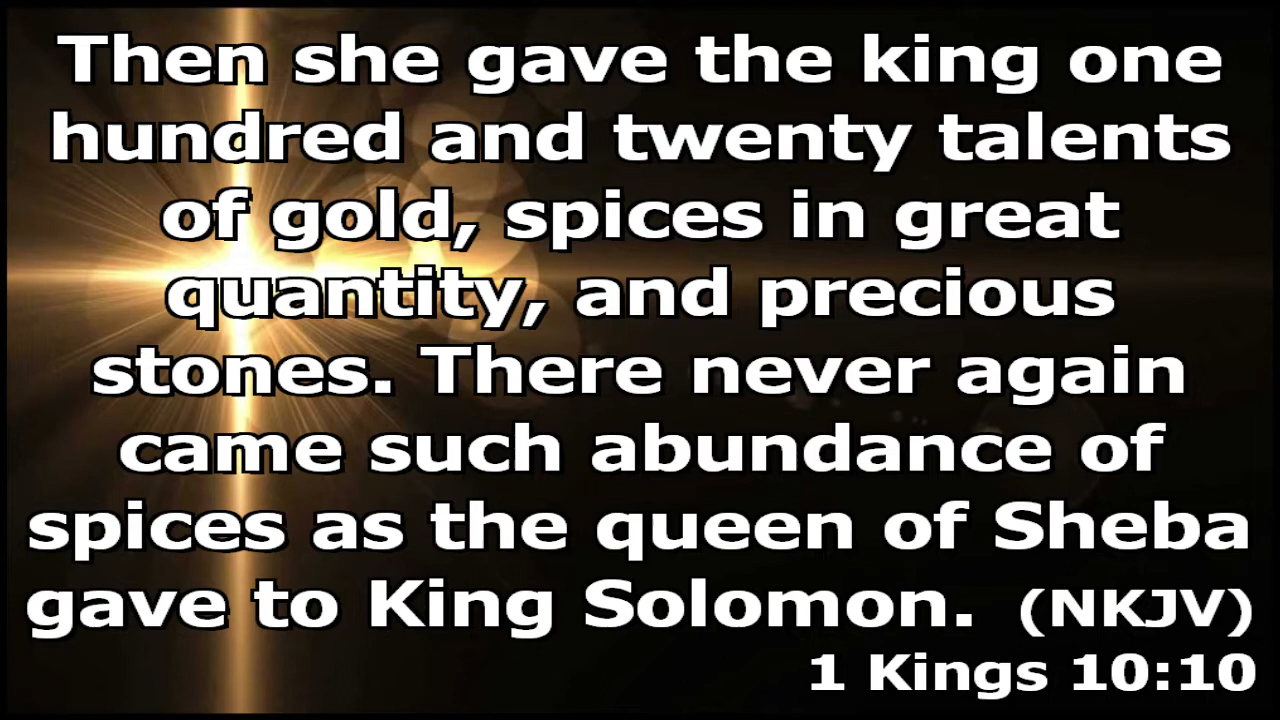 Then she gave the king one
hundred and twenty talents
of gold, spices in great
quantity, and precious
stones. There never again
came such abundance of
spices as the queen of Sheba
gave to King Solomon. (NKJV)
1 Kings 10:10